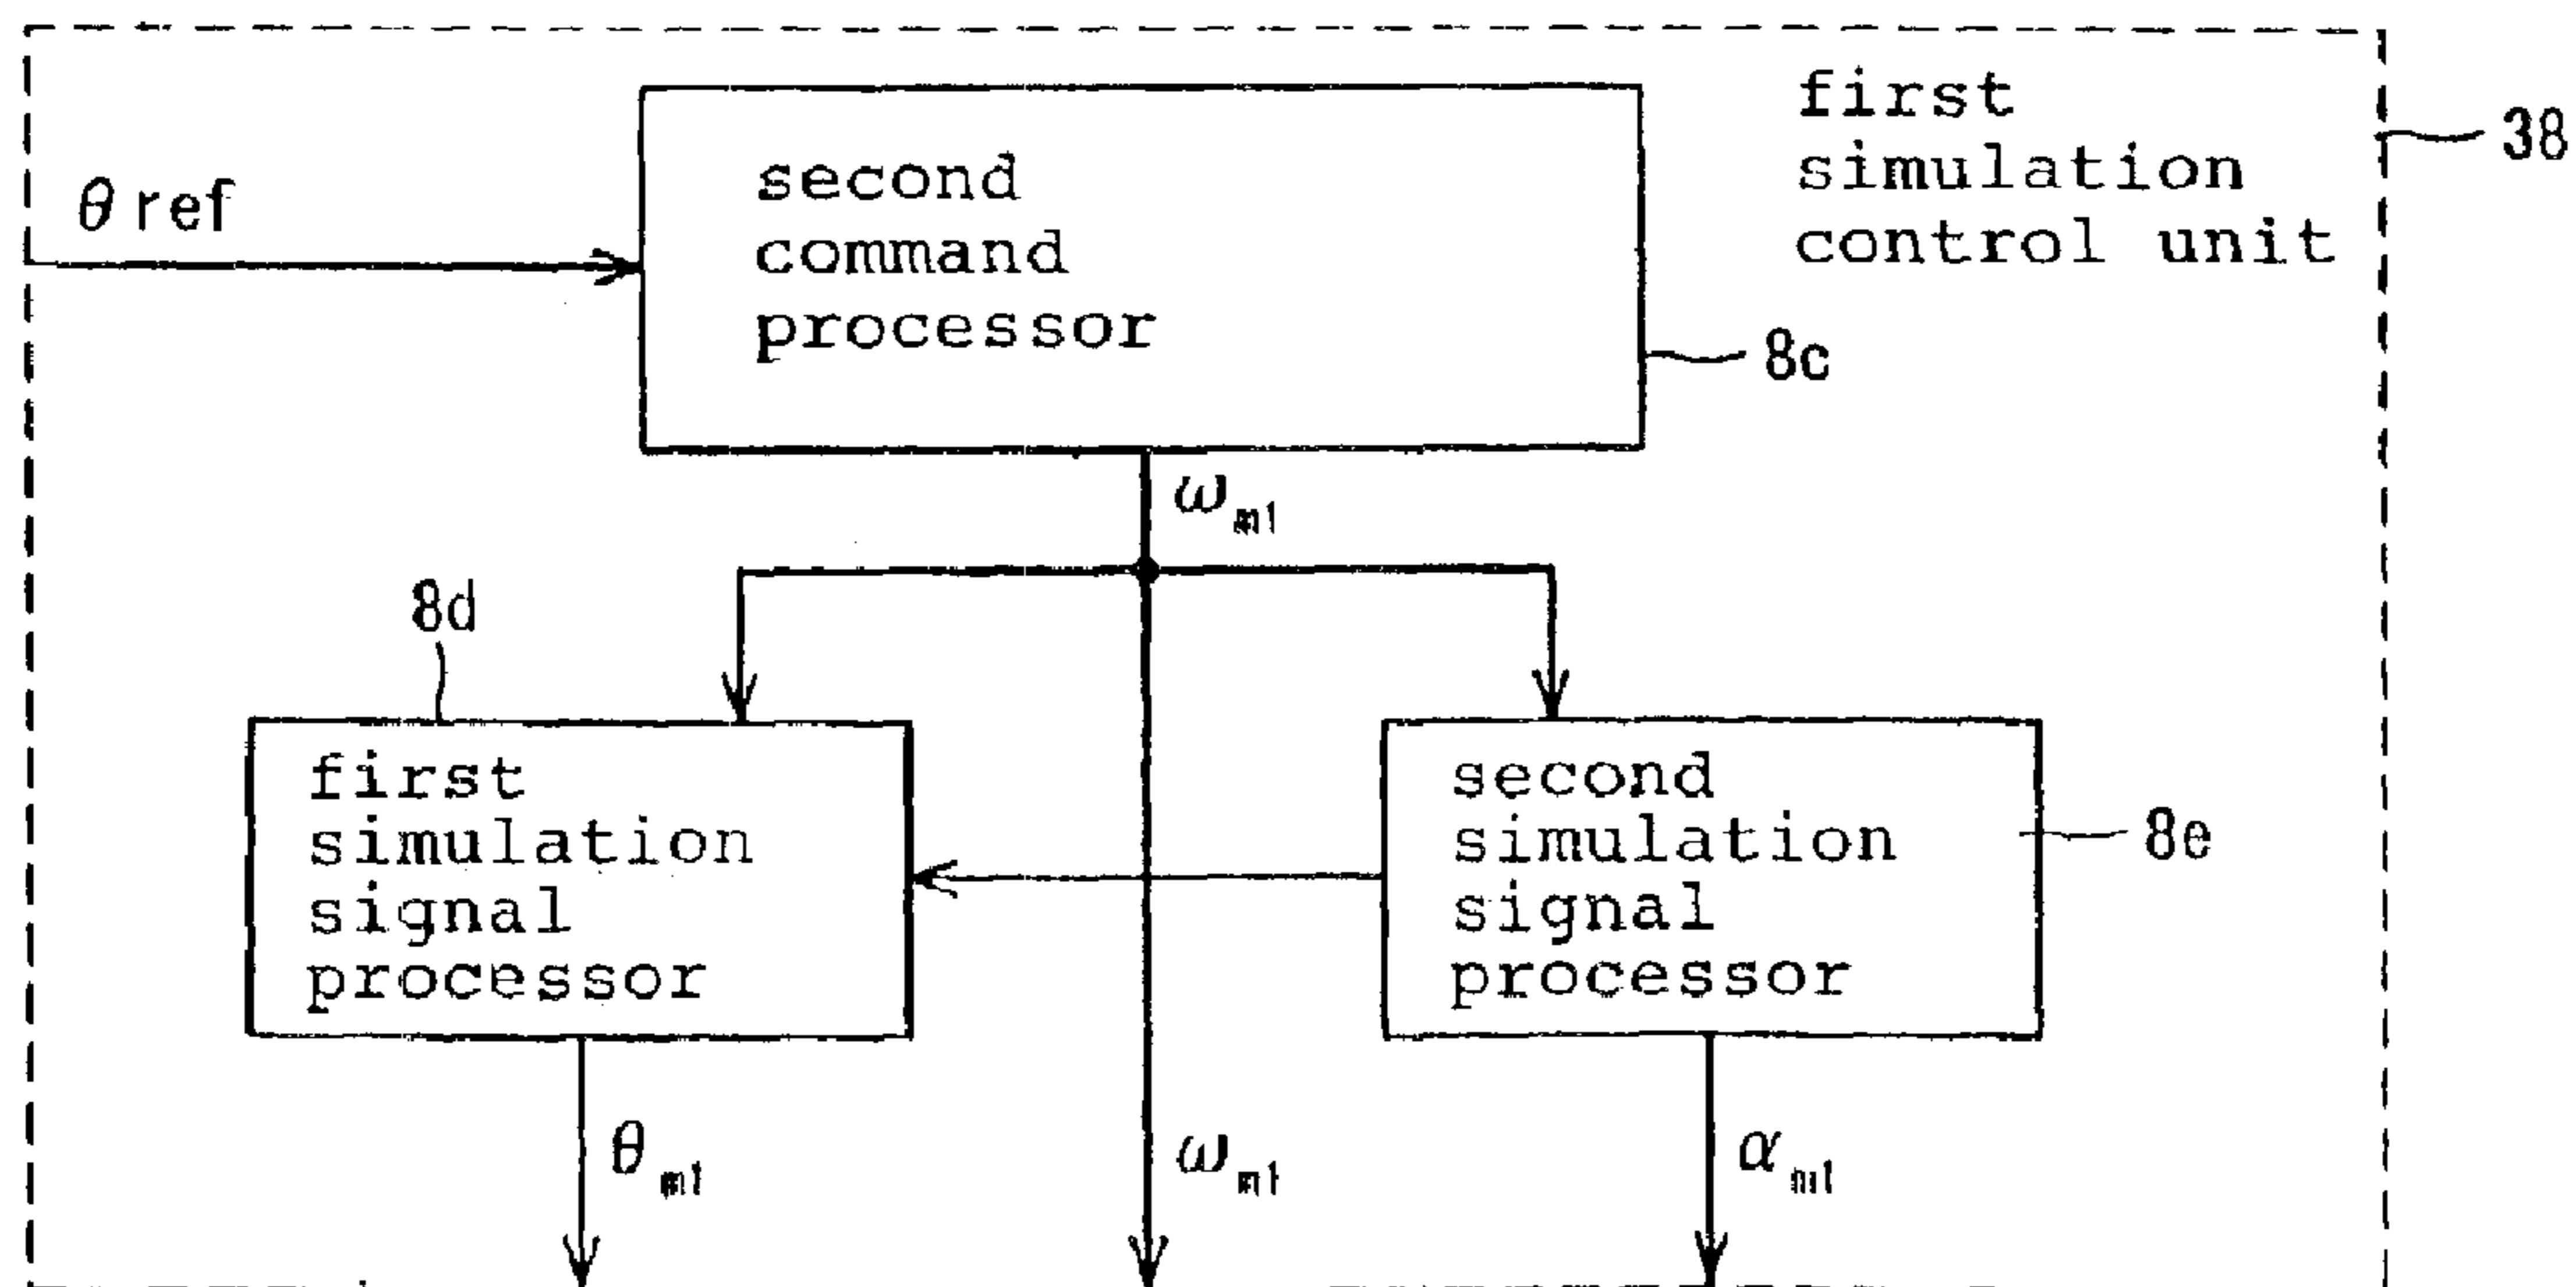 first
simulation
control unit
38
θ ref
second
command
processor
8c
ω m1
8d
first
simulation
signal
processor
second
simulation
signal
processor
8e
θ m1
ω m1
α m1